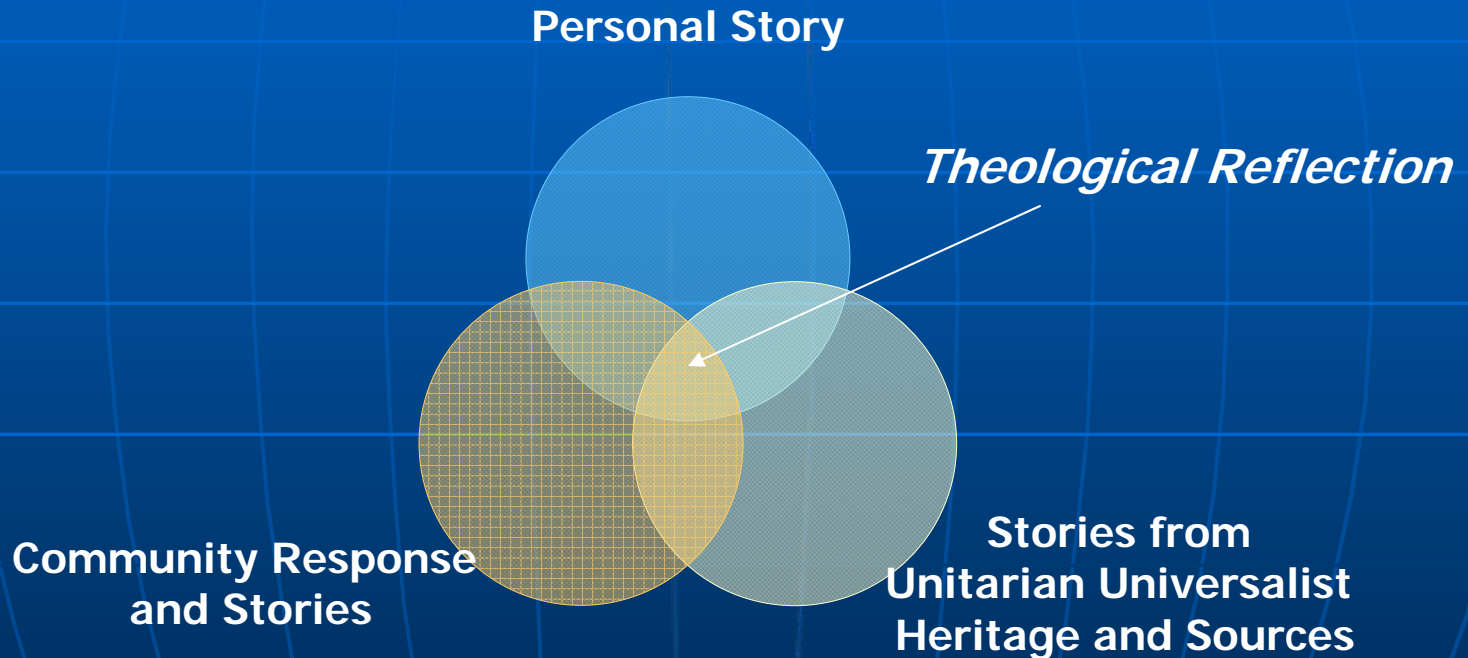 Personal Story
Theological Reflection
Community Response
and Stories
Stories from
Unitarian Universalist
Heritage and Sources